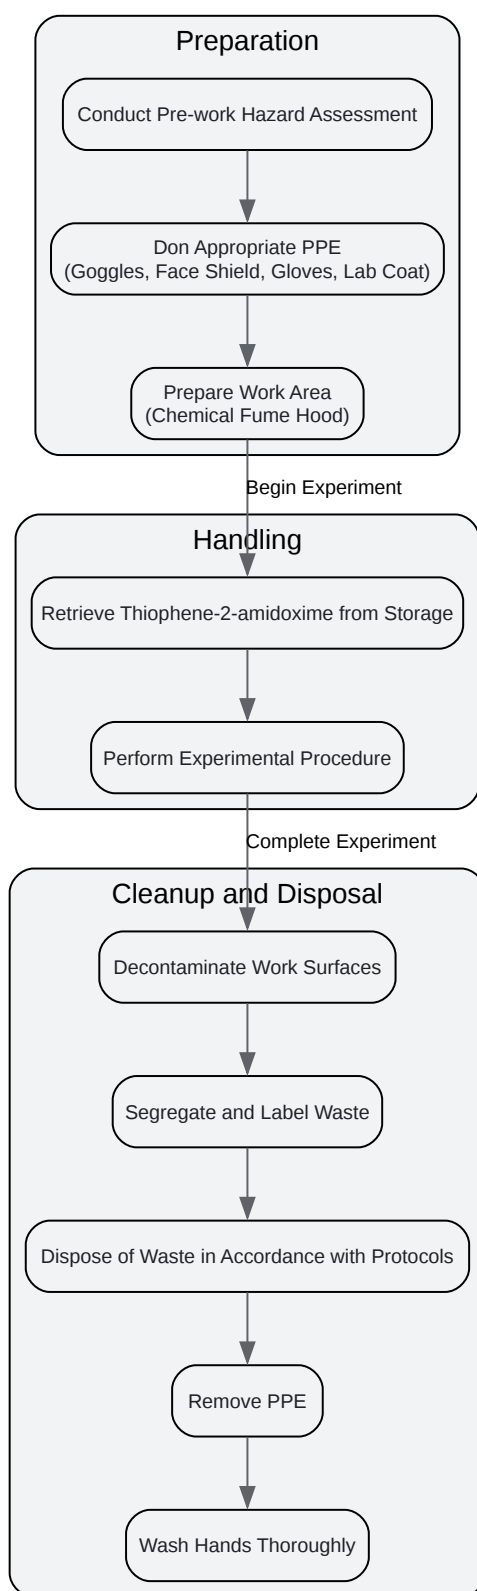 Preparation
Conduct Pre-work Hazard Assessment
Don Appropriate PPE
(Goggles, Face Shield, Gloves, Lab Coat)
Prepare Work Area
(Chemical Fume Hood)
Begin Experiment
Handling
Retrieve Thiophene-2-amidoxime from Storage
Perform Experimental Procedure
Complete Experiment
Cleanup and Disposal
Decontaminate Work Surfaces
Segregate and Label Waste
Dispose of Waste in Accordance with Protocols
Remove PPE
Wash Hands Thoroughly